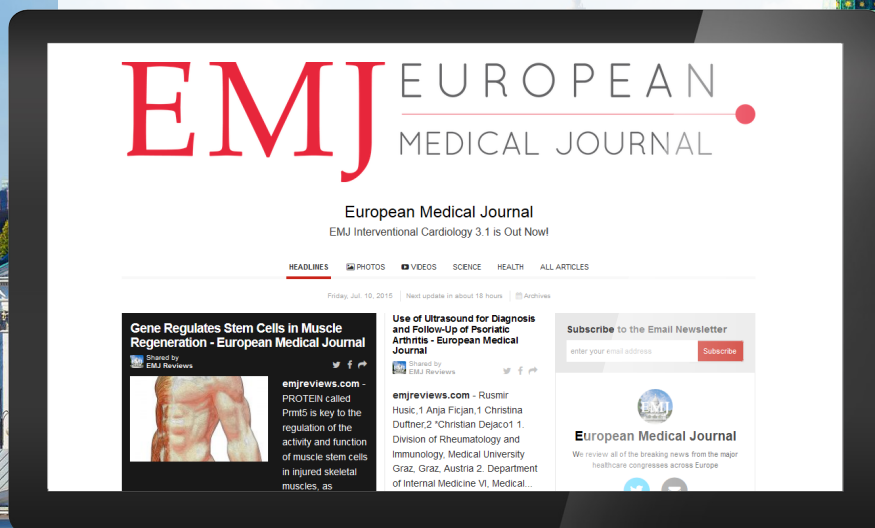 EMJ EUROPEAN
MEDICAL JOURNAL
European Medical Journal
EMJ Interventional Cardiology 3.1 is Out Now!
HEADLINES PHOTOS VIDEOS SCIENCE HEALTH ALL ARTICLES
Friday, Jul. 10, 2015 Next update in about 18 hours Archives
Gene Regulates Stem Cells in Muscle
Regeneration - European Medical Journal
Shared by
EMJ Reviews
emjreviews.com -
PROTEIN called
Prmt5 is key to the
regulation of the
activity and function
of muscle stem cells
in injured skeletal
muscles, as
Use of Ultrasound for Diagnosis
and Follow-Up of Psoriatic
Arthritis - European Medical
Journal
Shared by
EMJ Reviews
emjreviews.com - Rusmir
Husic,1 Anja Ficjan,1 Christina
Duftner,2 *Christian Dejaco1 1.
Division of Rheumatology and
Immunology, Medical University
Graz, Graz, Austria 2. Department
of Internal Medicine VI, Medical...
Subscribe to the Email Newsletter
enter your email address Subscribe
EMJ
European Medical Journal
We review all of the breaking news from the major
healthcare congresses across Europe